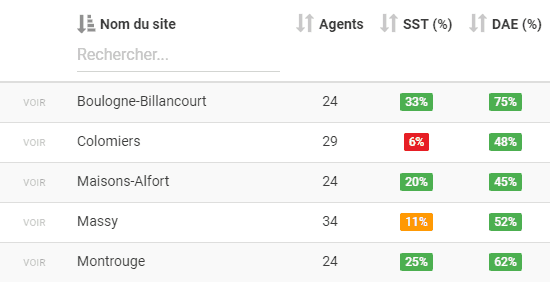 Nom du site Agents SST (%) DAE (%)
Rechercher...
VOIR Boulogne-Billancourt 24 33% 75%
VOIR Colomiers 29 6% 48%
VOIR Maisons-Alfort 24 20% 45%
VOIR Massy 34 11% 52%
VOIR Montrouge 24 25% 62%